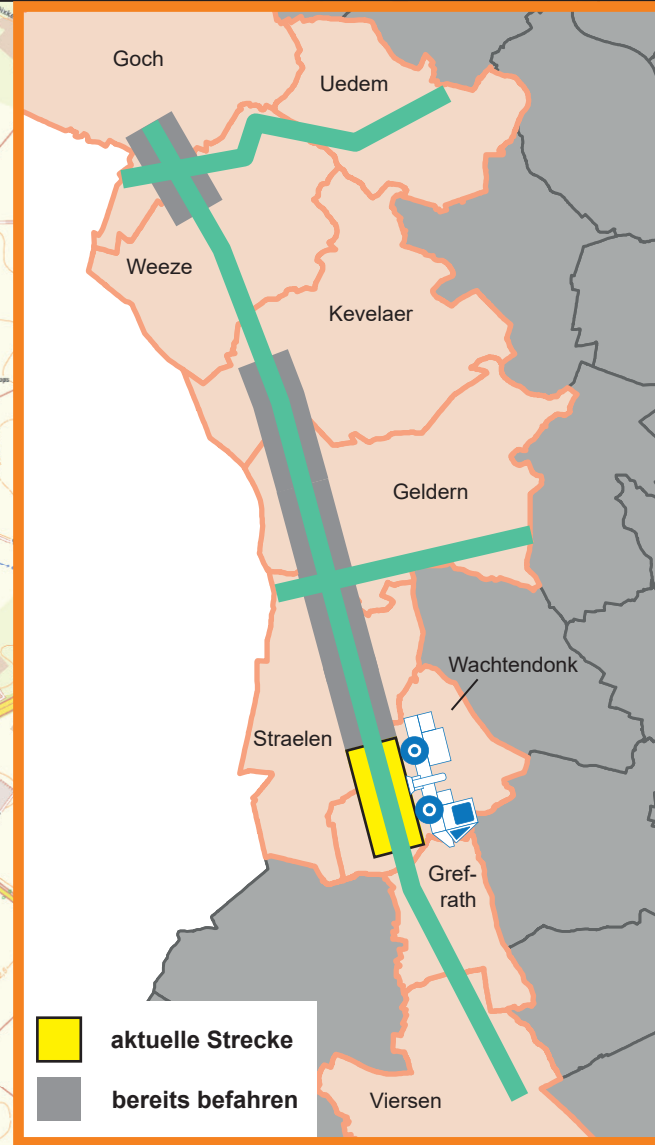 Goch
Uedem
Weeze
Kevelaer
Geldern
Wachtendonk
Straelen
Gref-
rath
aktuelle Strecke
bereits befahren
Viersen